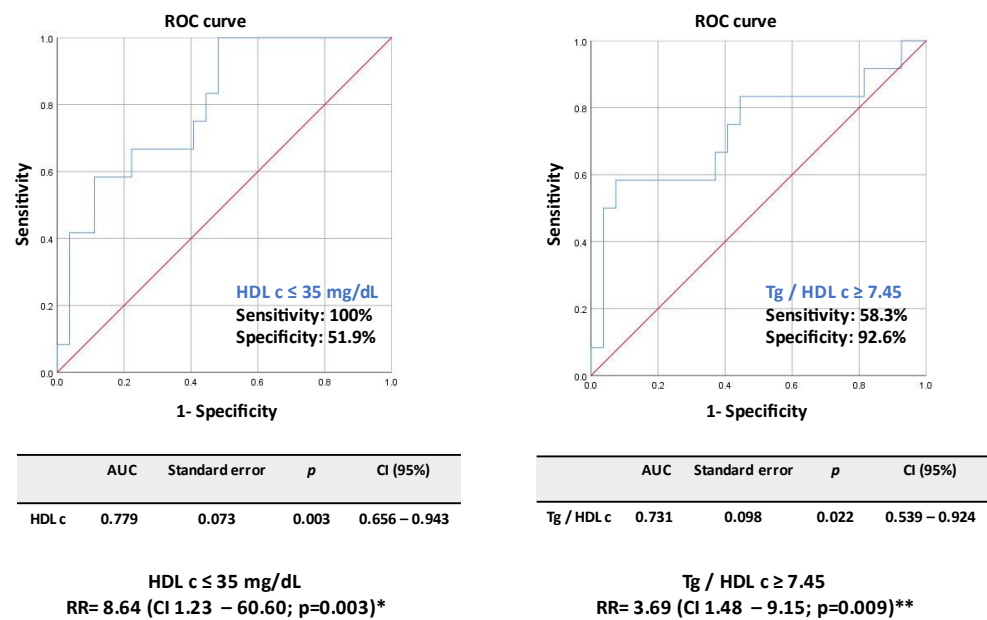 ROC curve
1.0
0.8
0.6
0.4
0.2
0.0
Sensitivity
HDL c ≤ 35 mg/dL
Sensitivity: 100%
Specificity: 51.9%
0.0 0.2 0.4 0.6 0.8 1.0
1- Specificity
AUC Standard error p CI (95%)
HDL c 0.779 0.073 0.003 0.656 – 0.943
HDL c ≤ 35 mg/dL
RR= 8.64 (CI 1.23 – 60.60; p=0.003)*
ROC curve
1.0
0.8
0.6
0.4
0.2
0.0
Sensitivity
Tg / HDL c ≥ 7.45
Sensitivity: 58.3%
Specificity: 92.6%
0.0 0.2 0.4 0.6 0.8 1.0
1- Specificity
AUC Standard error p CI (95%)
Tg / HDL c 0.731 0.098 0.022 0.539 – 0.924
Tg / HDL c ≥ 7.45
RR= 3.69 (CI 1.48 – 9.15; p=0.009)**